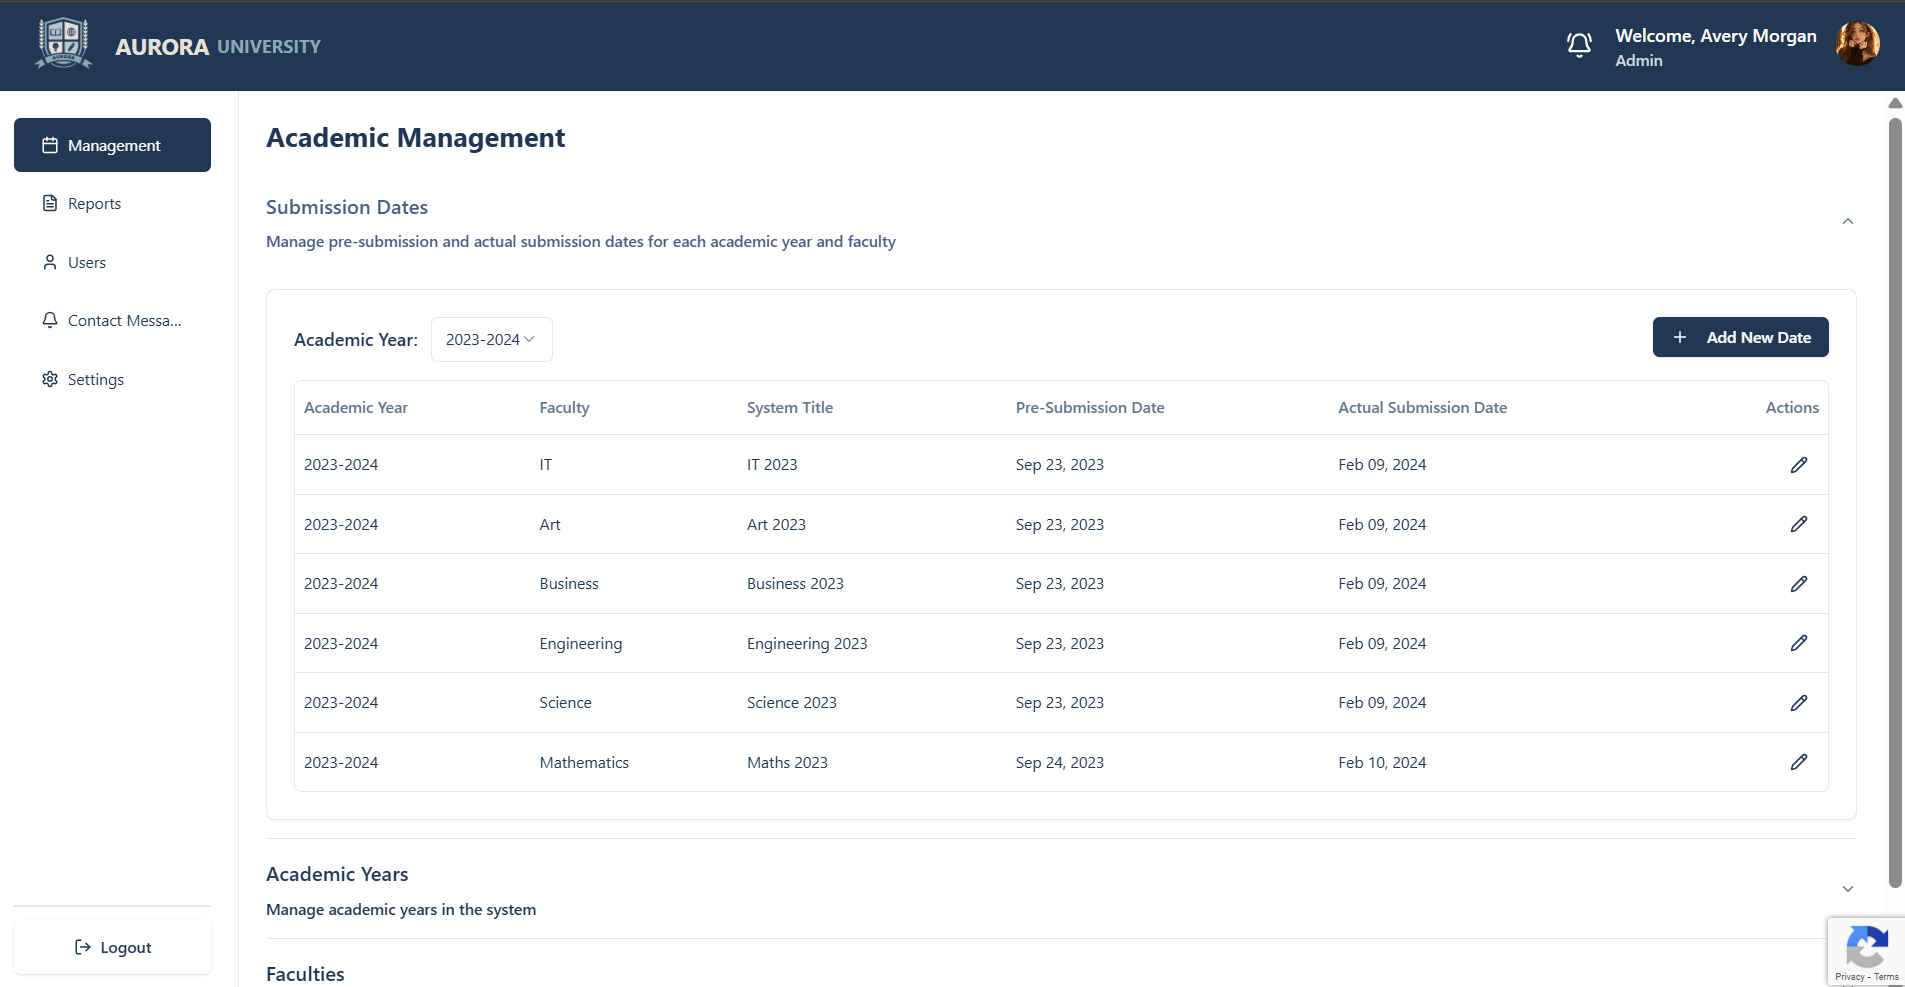 AURORA UNIVERSITY
AURORA
Welcome, Avery Morgan
Admin
Management
Reports
Users
Contact Messa...
Settings
Logout
Academic Management
Submission Dates
Manage pre-submission and actual submission dates for each academic year and faculty
Academic Year: 2023-2024
Add New Date
Academic Year Faculty System Title Pre-Submission Date Actual Submission Date Actions
2023-2024 IT IT 2023 Sep 23, 2023 Feb 09, 2024
2023-2024 Art Art 2023 Sep 23, 2023 Feb 09, 2024
2023-2024 Business Business 2023 Sep 23, 2023 Feb 09, 2024
2023-2024 Engineering Engineering 2023 Sep 23, 2023 Feb 09, 2024
2023-2024 Science Science 2023 Sep 23, 2023 Feb 09, 2024
2023-2024 Mathematics Maths 2023 Sep 24, 2023 Feb 10, 2024
Academic Years
Manage academic years in the system
Faculties
Privacy - Terms